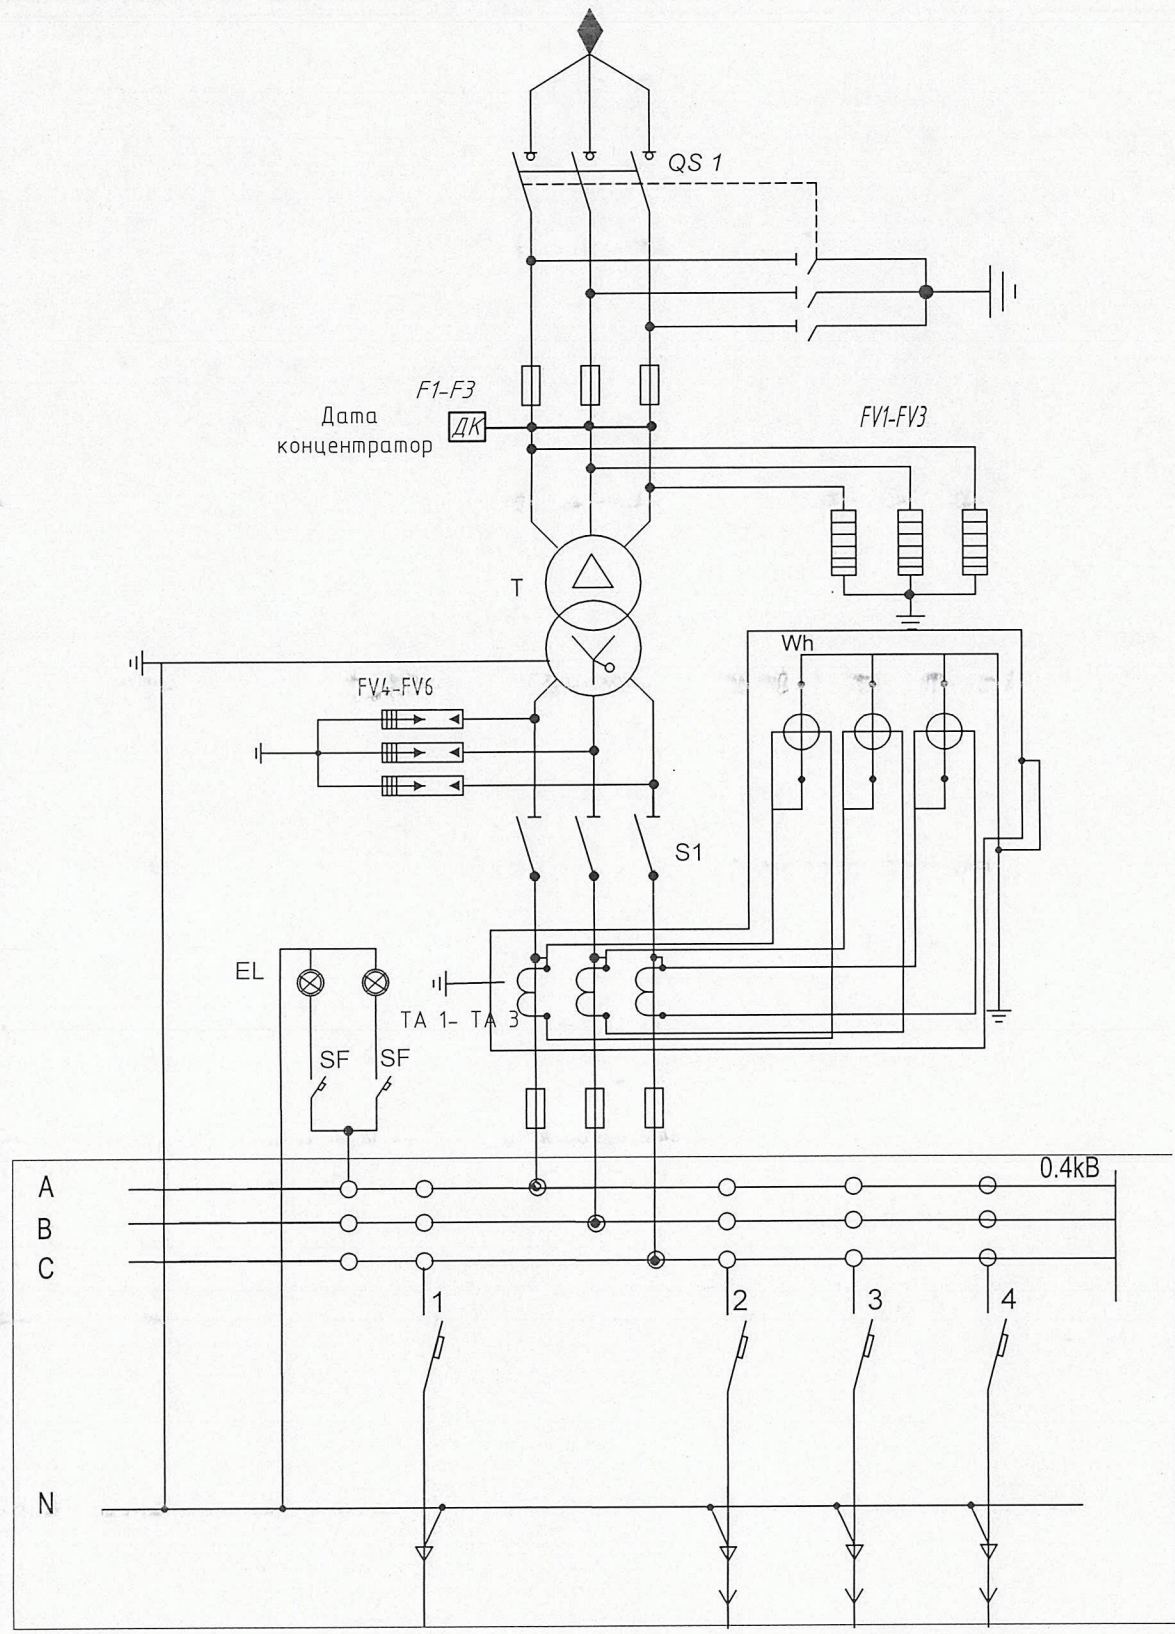 QS 1
F1-F3
Дата
концентратор
ДК
FV1-FV3
T
Wh
FV4-FV6
S1
EL
TA 1- TA 3
SF
SF
0.4kB
A
B
C
1
2
3
4
N